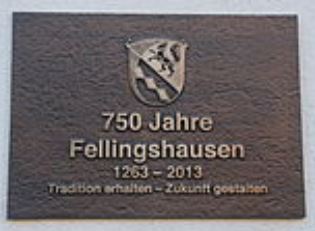 750 Jahre
Fellingshausen
1263 – 2013
Tradition erhalten – Zukunft gestalten